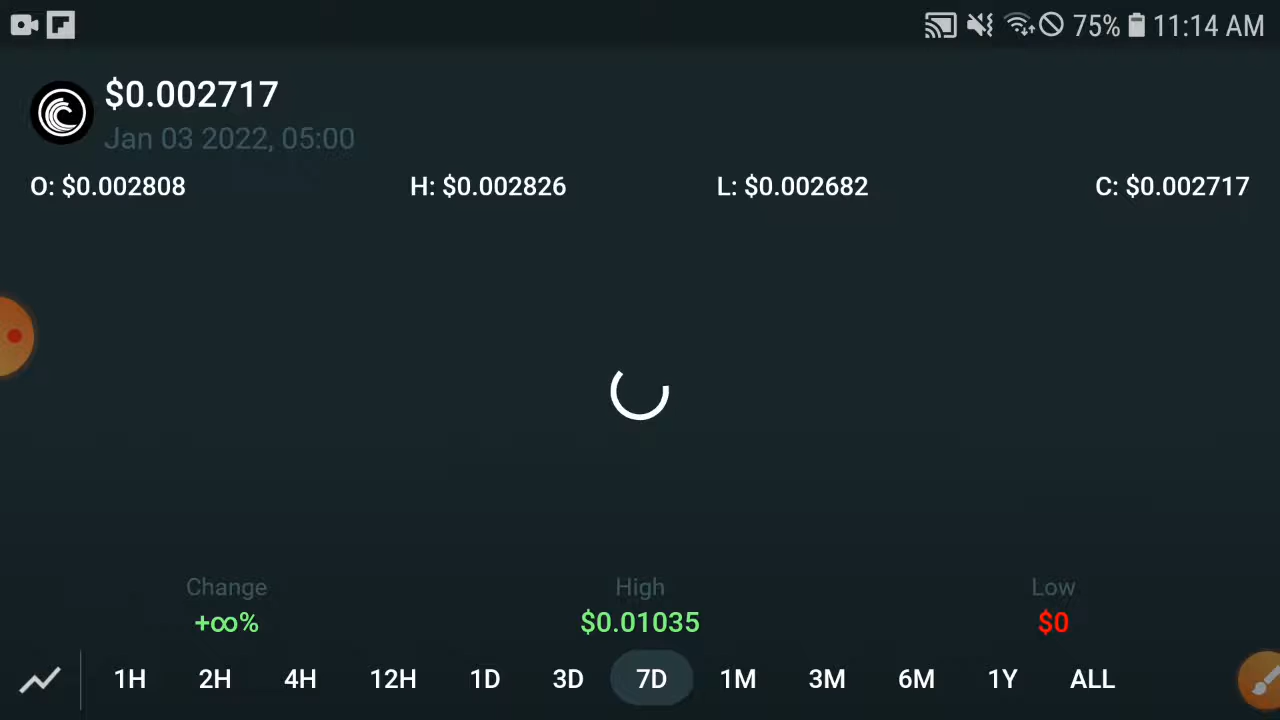 75% 11:14 AM
$0.002717
Jan 03 2022, 05:00
O: $0.002808 H: $0.002826 L: $0.002682 C: $0.002717
Change High Low
+∞% $0.01035 $0
1H 2H 4H 12H 1D 3D 7D 1M 3M 6M 1Y ALL